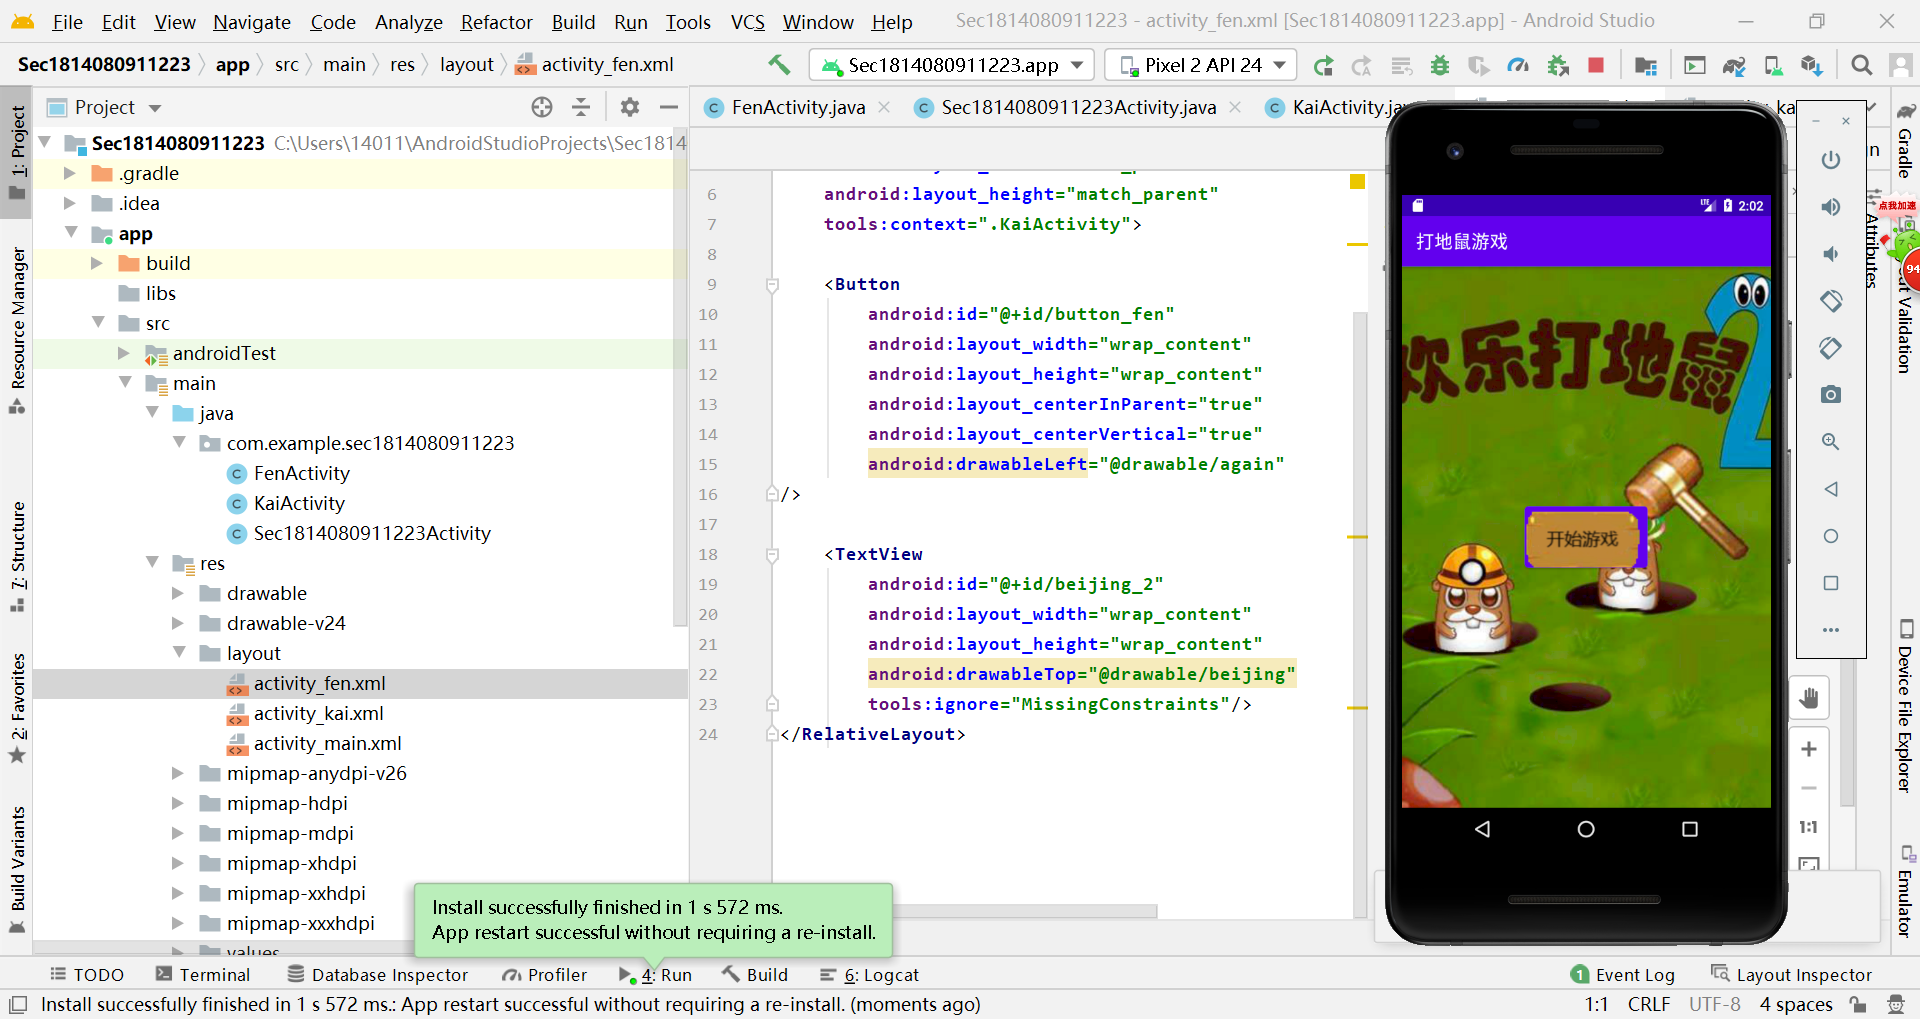 File Edit View Navigate Code Analyze Refactor Build Run Tools VCS Window Help Sec1814080911223 - activity_fen.xml [Sec1814080911223.app] - Android Studio
Sec1814080911223 app src main res layout activity_fen.xml Sec1814080911223.app Pixel 2 API 24
Project FenActivity.java Sec1814080911223Activity.java KaiActivity.ja ka
Sec1814080911223 C:\Users\14011\AndroidStudioProjects\Sec1814
.gradle
.idea
app
build
libs
src
androidTest
main
java
com.example.sec1814080911223
FenActivity
KaiActivity
Sec1814080911223Activity
res
drawable
drawable-v24
layout
activity_fen.xml
activity_kai.xml
activity_main.xml
mipmap-anydpi-v26
mipmap-hdpi
mipmap-mdpi
mipmap-xhdpi
mipmap-xxhdpi
mipmap-xxxhdpi
values
1: Project
Resource Manager
7: Structure
2: Favorites
Build Variants
6 android:layout_height="match_parent"
7 tools:context=".KaiActivity">
8
9 <Button
10 android:id="@+id/button_fen"
11 android:layout_width="wrap_content"
12 android:layout_height="wrap_content"
13 android:layout_centerInParent="true"
14 android:layout_centerVertical="true"
15 android:drawableLeft="@drawable/again"
16 />
17
18 <TextView
19 android:id="@+id/beijing_2"
20 android:layout_width="wrap_content"
21 android:layout_height="wrap_content"
22 android:drawableTop="@drawable/beijing"
23 tools:ignore="MissingConstraints"/>
24 </RelativeLayout>
LTE 2:02
打地鼠游戏
欢乐打地鼠
2
开始游戏
in
1:1
Gradle
点我加速
94
Attributes
ut Validation
Device File Explorer
Emulator
Install successfully finished in 1 s 572 ms.
App restart successful without requiring a re-install.
TODO Terminal Database Inspector Profiler 4: Run Build 6: Logcat 1 Event Log Layout Inspector
Install successfully finished in 1 s 572 ms.: App restart successful without requiring a re-install. (moments ago) 1:1 CRLF UTF-8 4 spaces